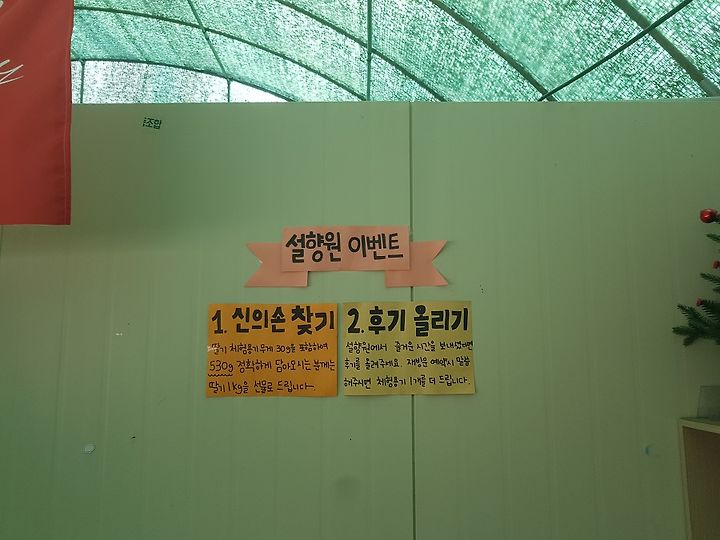 조합
설향원 이벤트
1. 신의손 찾기
딸기 체험용기무게 30g을 포함하여
530g 정확하게 담아오시는 분께는
딸기 1kg을 선물로 드립니다.
2. 후기 올리기
설향원에서 즐거운 시간을 보내셨다면
후기를 올려주세요. 재방문 예약시 말씀
해주시면 체험용기 1개를 더 드립니다.